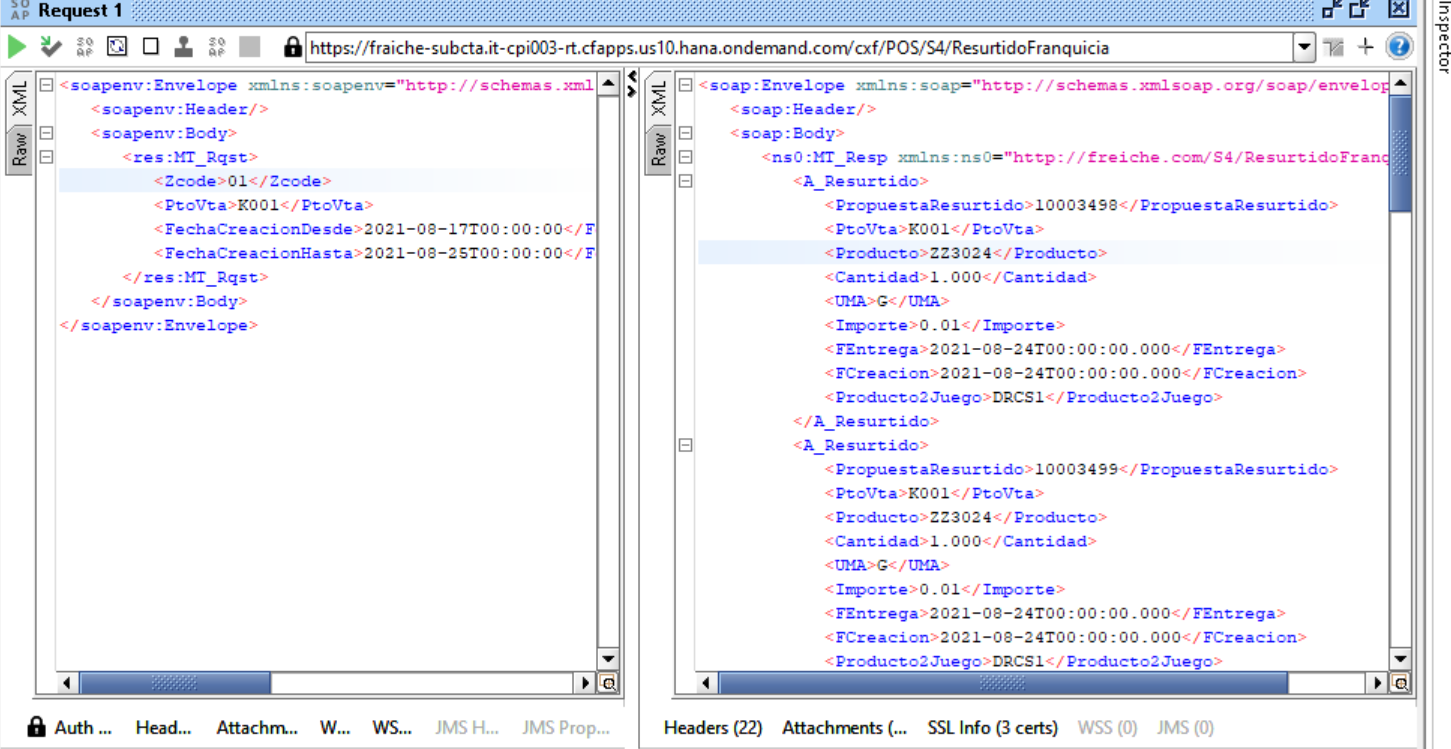 SOAP Request 1
https://fraiche-subcta.it-cpi003-rt.cfapps.us10.hana.ondemand.com/cxf/POS/S4/ResurtidoFranquicia
Inspector
XML
Raw
<soapenv:Envelope xmlns:soapenv="http://schemas.xml
<soapenv:Header/>
<soapenv:Body>
<res:MT_Rqst>
<Zcode>01</Zcode>
<PtoVta>K001</PtoVta>
<FechaCreacionDesde>2021-08-17T00:00:00</F
<FechaCreacionHasta>2021-08-25T00:00:00</F
</res:MT_Rqst>
</soapenv:Body>
</soapenv:Envelope>
XML
Raw
<soap:Envelope xmlns:soap="http://schemas.xmlsoap.org/soap/envelop
<soap:Header/>
<soap:Body>
<ns0:MT_Resp xmlns:ns0="http://freiche.com/S4/ResurtidoFranq
<A_Resurtido>
<PropuestaResurtido>10003498</PropuestaResurtido>
<PtoVta>K001</PtoVta>
<Producto>ZZ3024</Producto>
<Cantidad>1.000</Cantidad>
<UMA>G</UMA>
<Importe>0.01</Importe>
<FEntrega>2021-08-24T00:00:00.000</FEntrega>
<FCreacion>2021-08-24T00:00:00.000</FCreacion>
<Producto2Juego>DRCS1</Producto2Juego>
</A_Resurtido>
<A_Resurtido>
<PropuestaResurtido>10003499</PropuestaResurtido>
<PtoVta>K001</PtoVta>
<Producto>ZZ3024</Producto>
<Cantidad>1.000</Cantidad>
<UMA>G</UMA>
<Importe>0.01</Importe>
<FEntrega>2021-08-24T00:00:00.000</FEntrega>
<FCreacion>2021-08-24T00:00:00.000</FCreacion>
<Producto2Juego>DRCS1</Producto2Juego>
Auth ... Head... Attachm... W... WS... JMS H... JMS Prop...
Headers (22) Attachments (... SSL Info (3 certs) WSS (0) JMS (0)